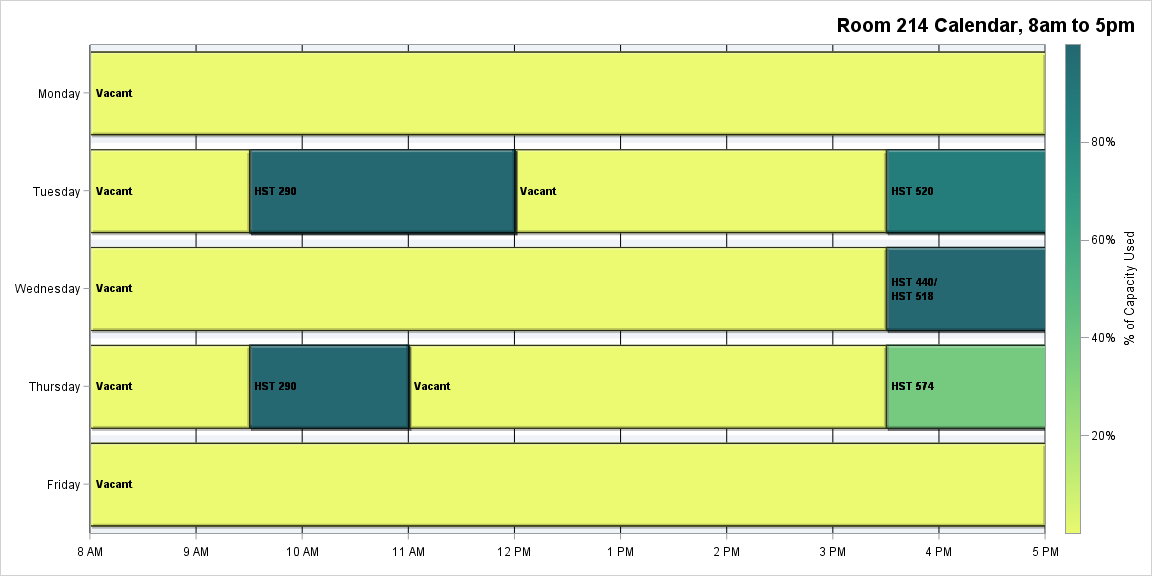 Room 214 Calendar, 8am to 5pm
Monday
Vacant
Tuesday
Vacant
HST 290
Vacant
HST 520
Wednesday
Vacant
HST 440/
HST 518
Thursday
Vacant
HST 290
Vacant
HST 574
Friday
Vacant
8 AM
9 AM
10 AM
11 AM
12 PM
1 PM
2 PM
3 PM
4 PM
5 PM
80%
60%
40%
20%
% of Capacity Used